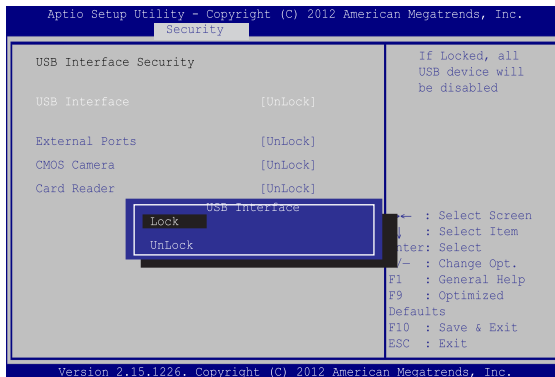 Aptio Setup Utility - Copyright (C) 2012 American Megatrends, Inc.
Security
USB Interface Security
USB Interface [UnLock]
External Ports [UnLock]
CMOS Camera [UnLock]
Card Reader [UnLock]
USB Interface
Lock
UnLock
If Locked, all
USB device will
be disabled
← : Select Screen
↓ : Select Item
nter: Select
/— : Change Opt.
F1 : General Help
F9 : Optimized
Defaults
F10 : Save & Exit
ESC : Exit
Version 2.15.1226. Copyright (C) 2012 American Megatrends, Inc.